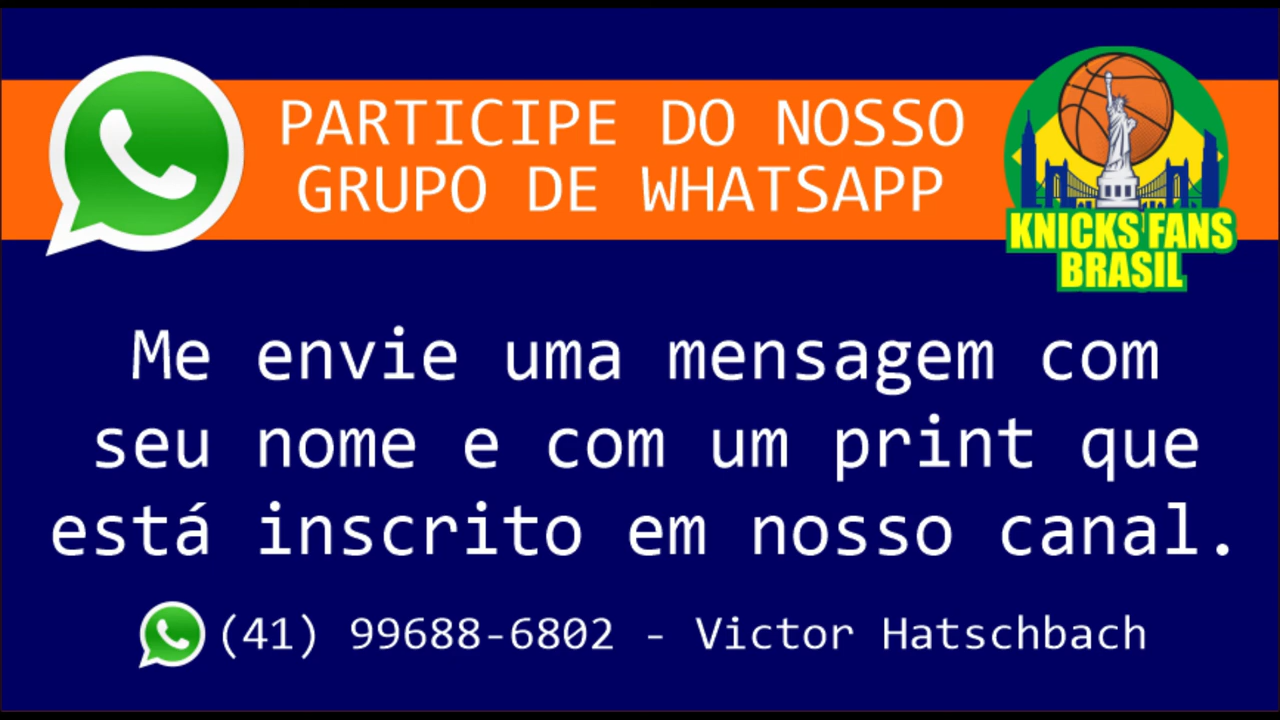 PARTICIPE DO NOSSO
GRUPO DE WHATSAPP
KNICKS FANS
BRASIL
Me envie uma mensagem com
seu nome e com um print que
está inscrito em nosso canal.
(41) 99688-6802 - Victor Hatschbach